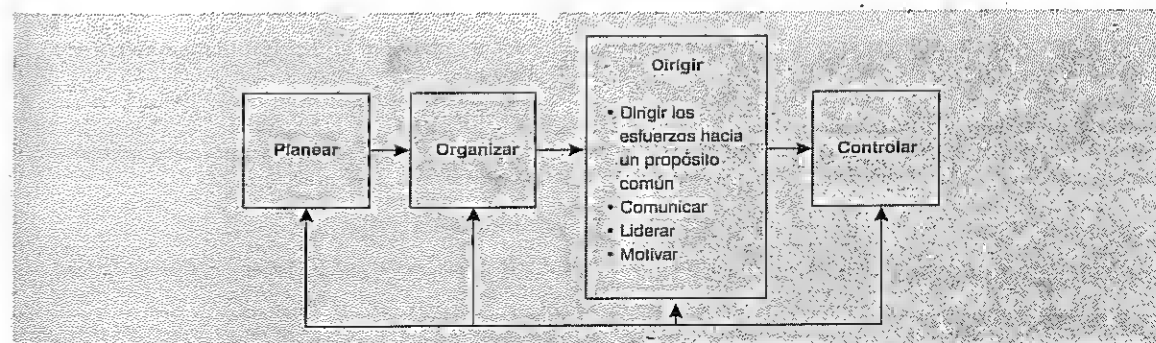 Dirigir
Planear
Organizar
• Dirigir los
esfuerzos hacia
un propósito
común
• Comunicar
• Liderar
• Motivar
Controlar